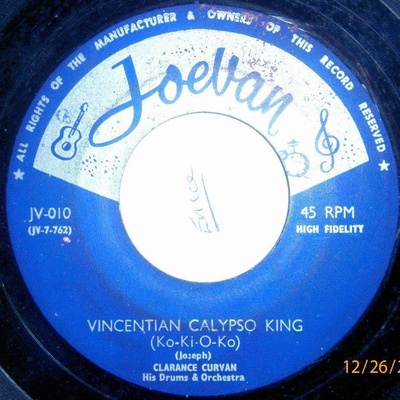 ★ ALL RIGHTS OF THE MANUFACTURER & OWNERS OF THIS RECORD RESERVED ★
Joevan
JV-010
(JV-7-762)
45 RPM
HIGH FIDELITY
VINCENTIAN CALYPSO KING
(Ko-Ki-O-Ko)
(Joseph)
CLARANCE CURVAN
His Drums & Orchestra
12/26/2